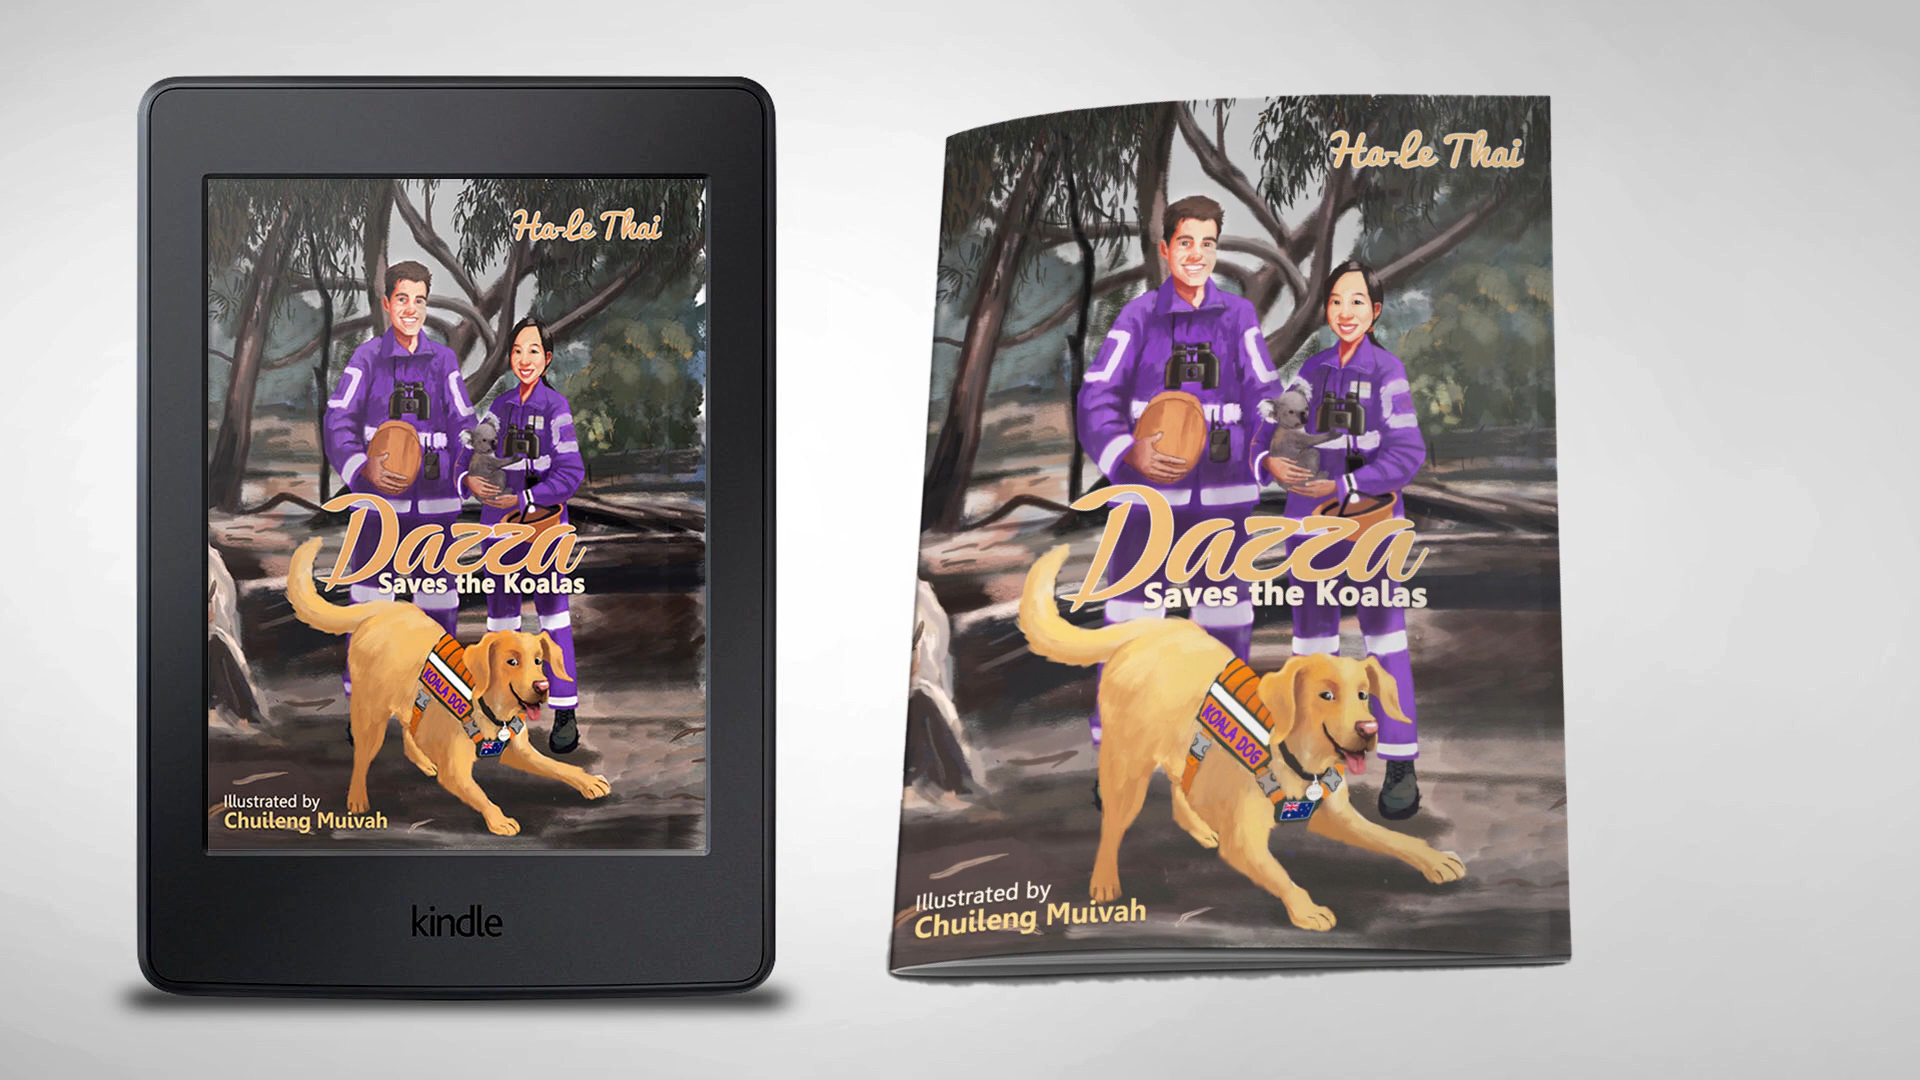 Ha-Le Thai
Dazza
Saves the Koalas
KOALA DOG
Illustrated by
Chuileng Muivah
kindle
Ha-Le Thai
Dazza
Saves the Koalas
KOALA DOG
Illustrated by
Chuileng Muivah